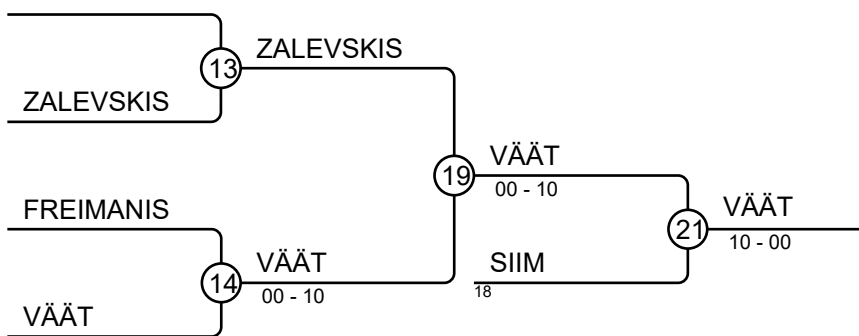 ZALEVSKIS
13
ZALEVSKIS
VÄÄT
19
00 - 10
FREIMANIS
VÄÄT
21
10 - 00
VÄÄT
SIIM
14
00 - 10
18
VÄÄT